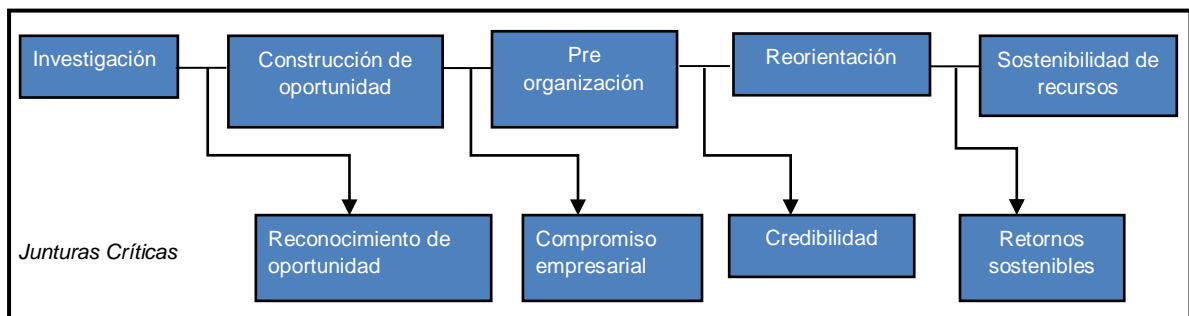 Investigación
Construcción de
oportunidad
Pre
organización
Reorientación
Sostenibilidad de
recursos
Junturas Críticas
Reconocimiento de
oportunidad
Compromiso
empresarial
Credibilidad
Retornos
sostenibles